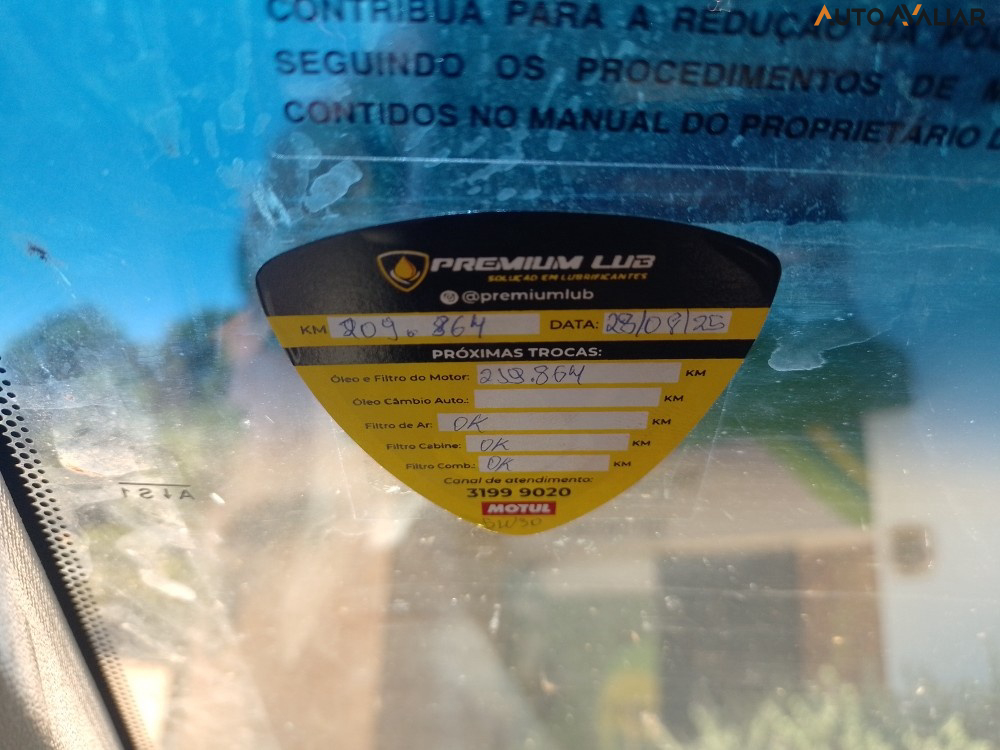 AUTOAVALIAR
CONTRIBUA PARA A REDUÇÃO DA
SEGUINDO OS PROCEDIMENTOS DE
CONTIDOS NO MANUAL DO PROPRIETÁRIO
PREMIUM LUB
SOLUÇÃO EM LUBRIFICANTES
@premiumlub
KM 209.864 DATA: 28/08/25
PRÓXIMAS TROCAS:
Óleo e Filtro do Motor: 219.864 KM
Óleo Câmbio Auto.: KM
Filtro de Ar: OK KM
Filtro Cabine: OK KM
Filtro Comb.: OK KM
Canal de atendimento:
3199 9020
MOTUL
5W30